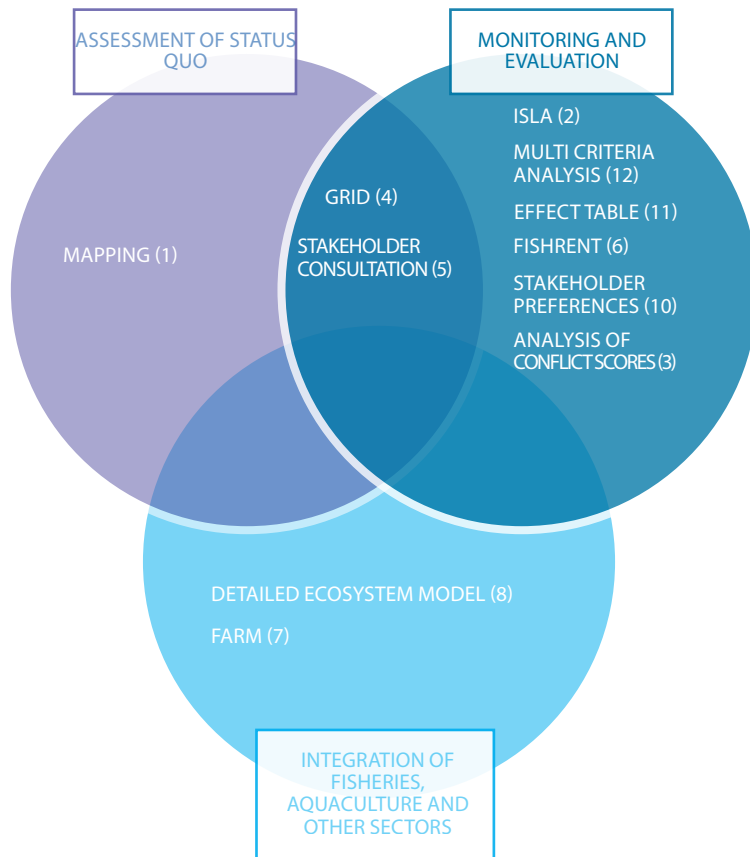 ASSESSMENT OF STATUS
QUO
MONITORING AND
EVALUATION
ISLA (2)
MULTI CRITERIA
ANALYSIS (12)
EFFECT TABLE (11)
FISHRENT (6)
STAKEHOLDER
PREFERENCES (10)
ANALYSIS OF
CONFLICT SCORES (3)
GRID (4)
STAKEHOLDER
CONSULTATION (5)
MAPPING (1)
DETAILED ECOSYSTEM MODEL (8)
FARM (7)
INTEGRATION OF
FISHERIES,
AQUACULTURE AND
OTHER SECTORS